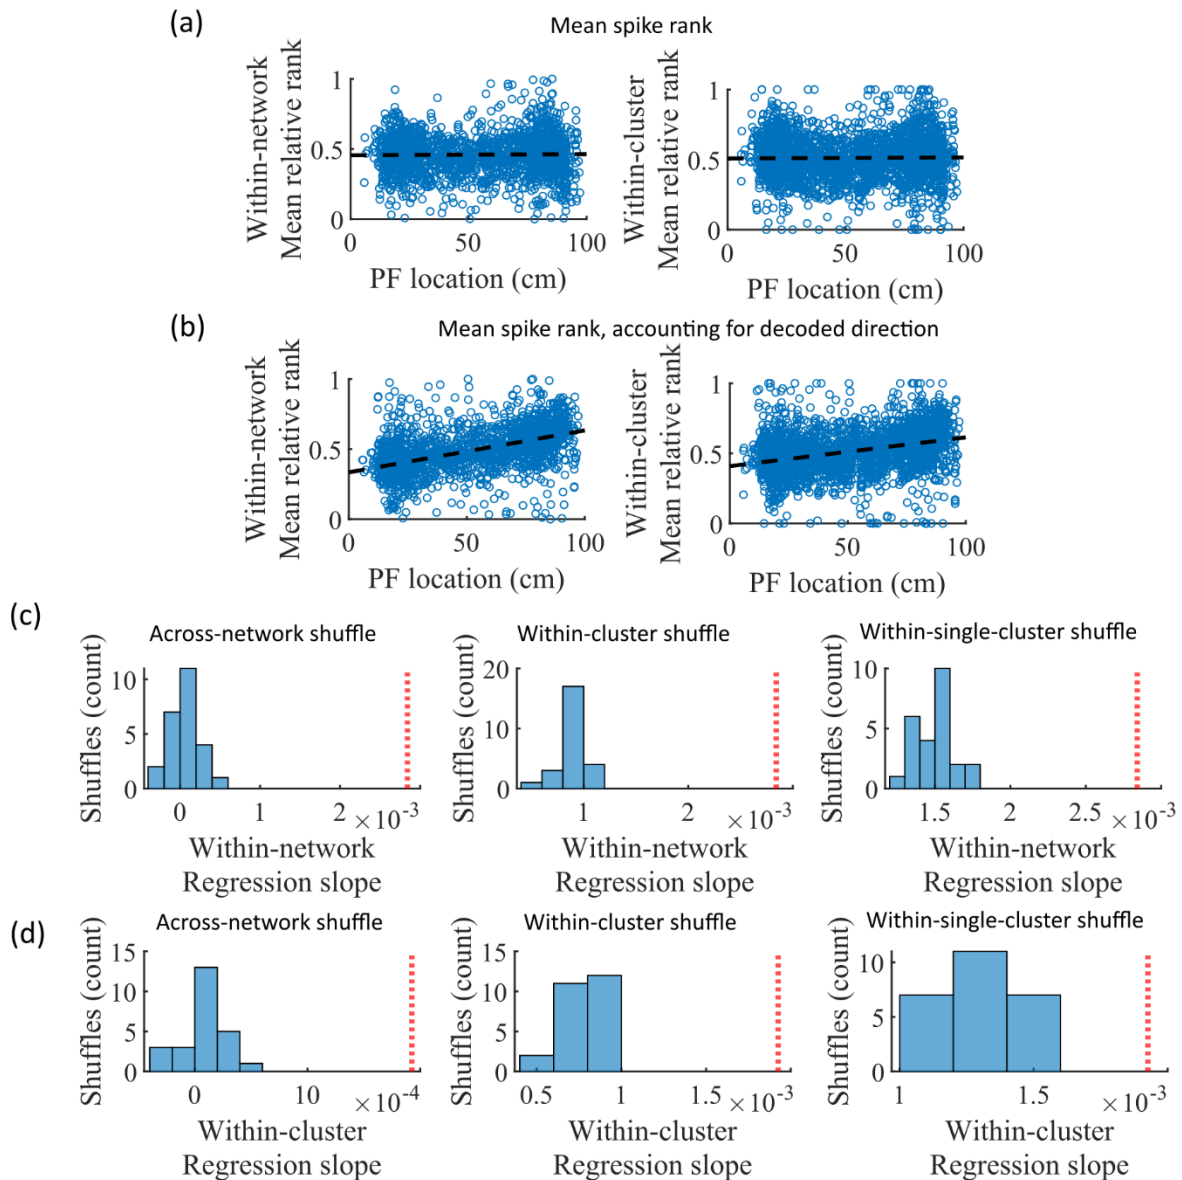 (a)
Mean spike rank
Within-network
Mean relative rank
1
0.5
0
0
50
100
PF location (cm)
Within-cluster
Mean relative rank
1
0.5
0
0
50
100
PF location (cm)
(b)
Mean spike rank, accounting for decoded direction
Within-network
Mean relative rank
1
0.5
0
0
50
100
PF location (cm)
Within-cluster
Mean relative rank
1
0.5
0
0
50
100
PF location (cm)
(c)
Across-network shuffle
Shuffles (count)
10
5
0
0
1
2
×10-3
Within-network
Regression slope
Within-cluster shuffle
Shuffles (count)
20
10
0
1
2
×10-3
Within-network
Regression slope
Within-single-cluster shuffle
Shuffles (count)
10
5
0
1.5
2
2.5
×10-3
Within-network
Regression slope
(d)
Across-network shuffle
Shuffles (count)
15
10
5
0
0
10
×10-4
Within-cluster
Regression slope
Within-cluster shuffle
Shuffles (count)
15
10
5
0
0.5
1
1.5
×10-3
Within-cluster
Regression slope
Within-single-cluster shuffle
Shuffles (count)
10
5
0
1
1.5
×10-3
Within-cluster
Regression slope